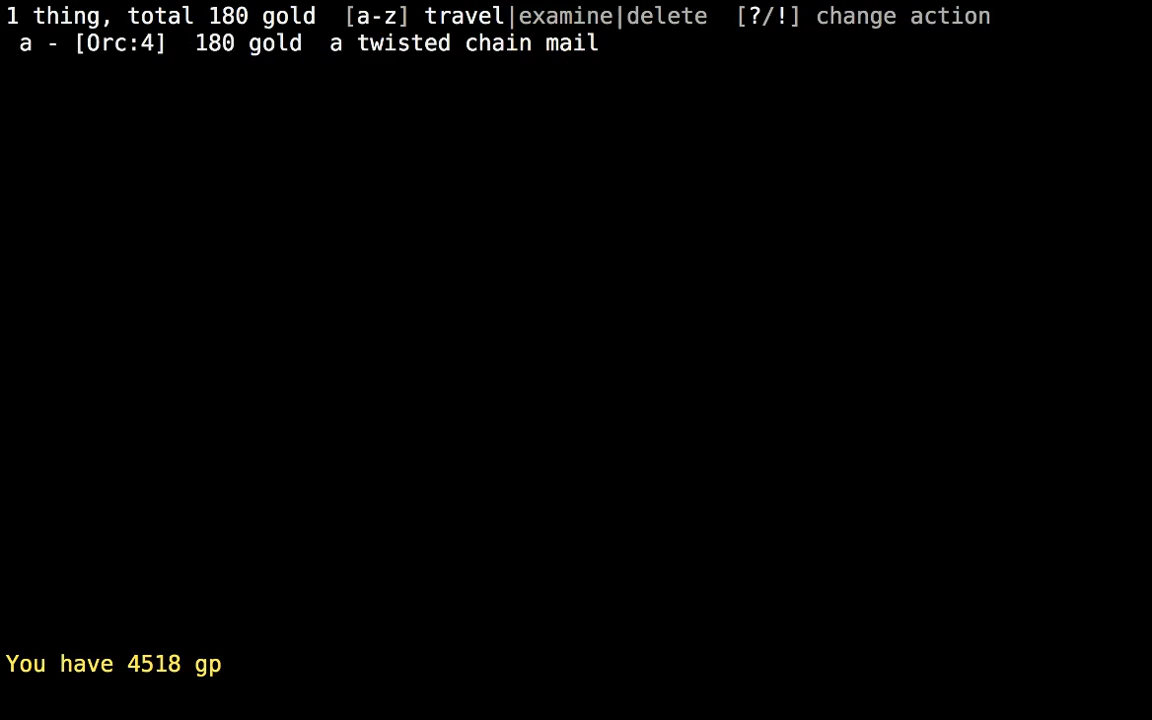 1 thing, total 180 gold  [a-z] travel|examine|delete  [?/!] change action
a - [Orc:4]  180 gold  a twisted chain mail
You have 4518 gp